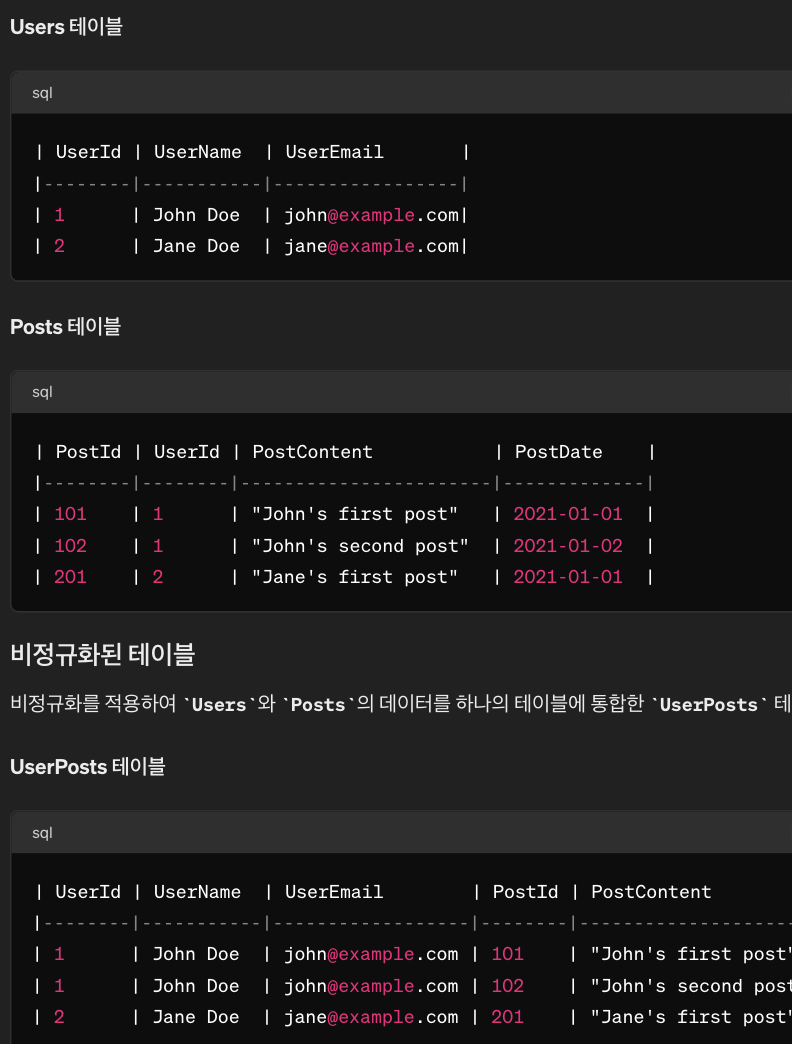 Users 테이블
sql
| UserId | UserName  | UserEmail       |
|--------|-----------|-----------------|
| 1      | John Doe  | john@example.com|
| 2      | Jane Doe  | jane@example.com|
Posts 테이블
sql
| PostId | UserId | PostContent           | PostDate    |
|--------|--------|-----------------------|-------------|
| 101    | 1      | "John's first post"   | 2021-01-01  |
| 102    | 1      | "John's second post"  | 2021-01-02  |
| 201    | 2      | "Jane's first post"   | 2021-01-01  |
비정규화된 테이블
비정규화를 적용하여 `Users`와 `Posts`의 데이터를 하나의 테이블에 통합한 `UserPosts` 테
UserPosts 테이블
sql
| UserId | UserName  | UserEmail        | PostId | PostContent
|--------|-----------|------------------|--------|--------------------
| 1      | John Doe  | john@example.com | 101    | "John's first post"
| 1      | John Doe  | john@example.com | 102    | "John's second post
| 2      | Jane Doe  | jane@example.com | 201    | "Jane's first post"